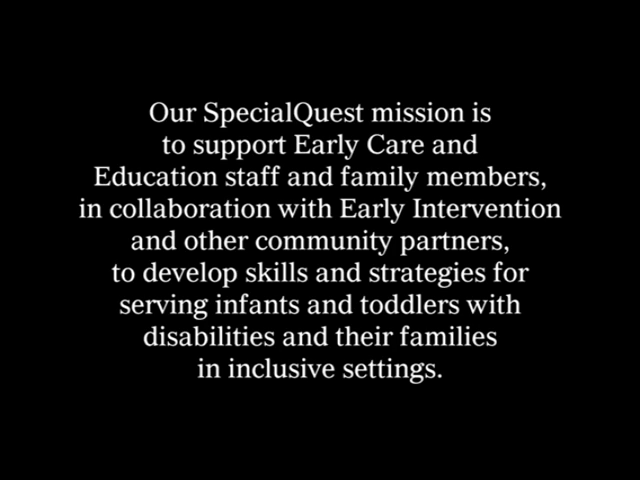 Our SpecialQuest mission is
to support Early Care and
Education staff and family members,
in collaboration with Early Intervention
and other community partners,
to develop skills and strategies for
serving infants and toddlers with
disabilities and their families
in inclusive settings.